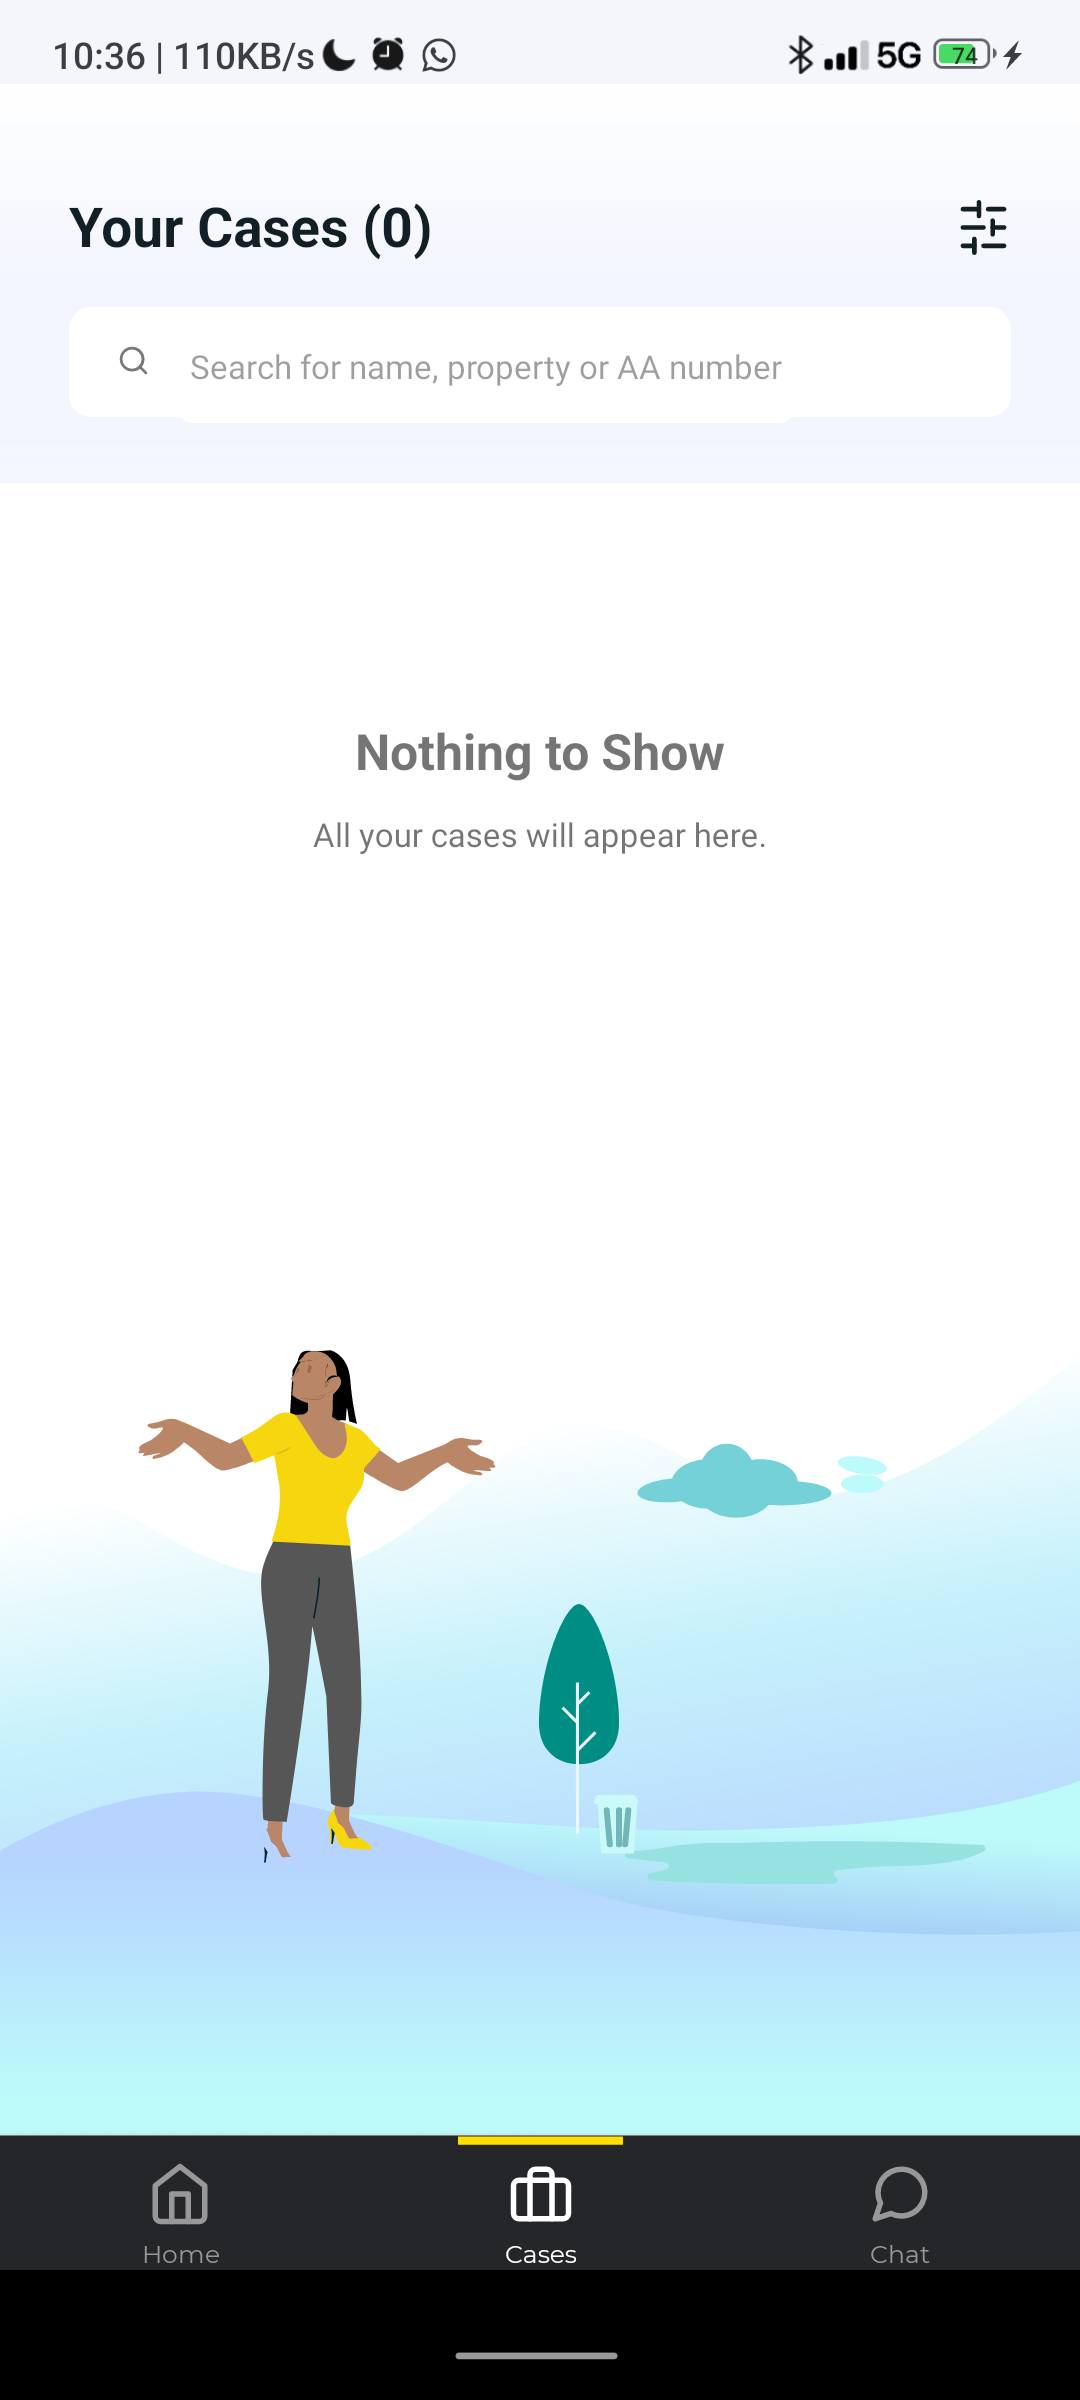 10:36 | 110KB/s 5G 74
Your Cases (0)
Search for name, property or AA number
Nothing to Show
All your cases will appear here.
Home Cases Chat